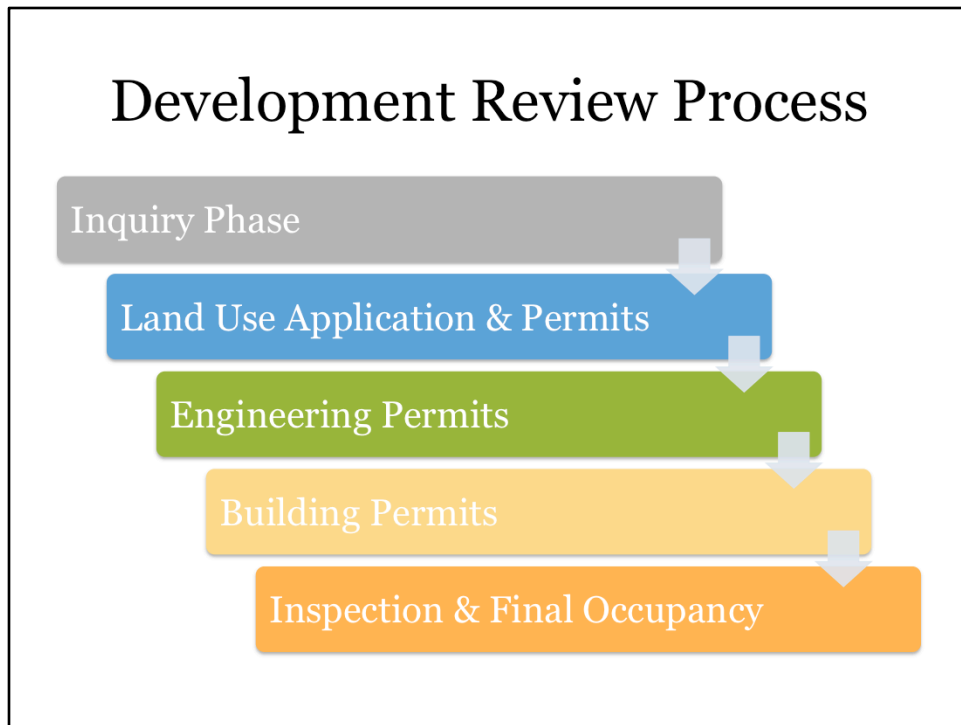 Development Review Process
Inquiry Phase
Land Use Application & Permits
Engineering Permits
Building Permits
Inspection & Final Occupancy